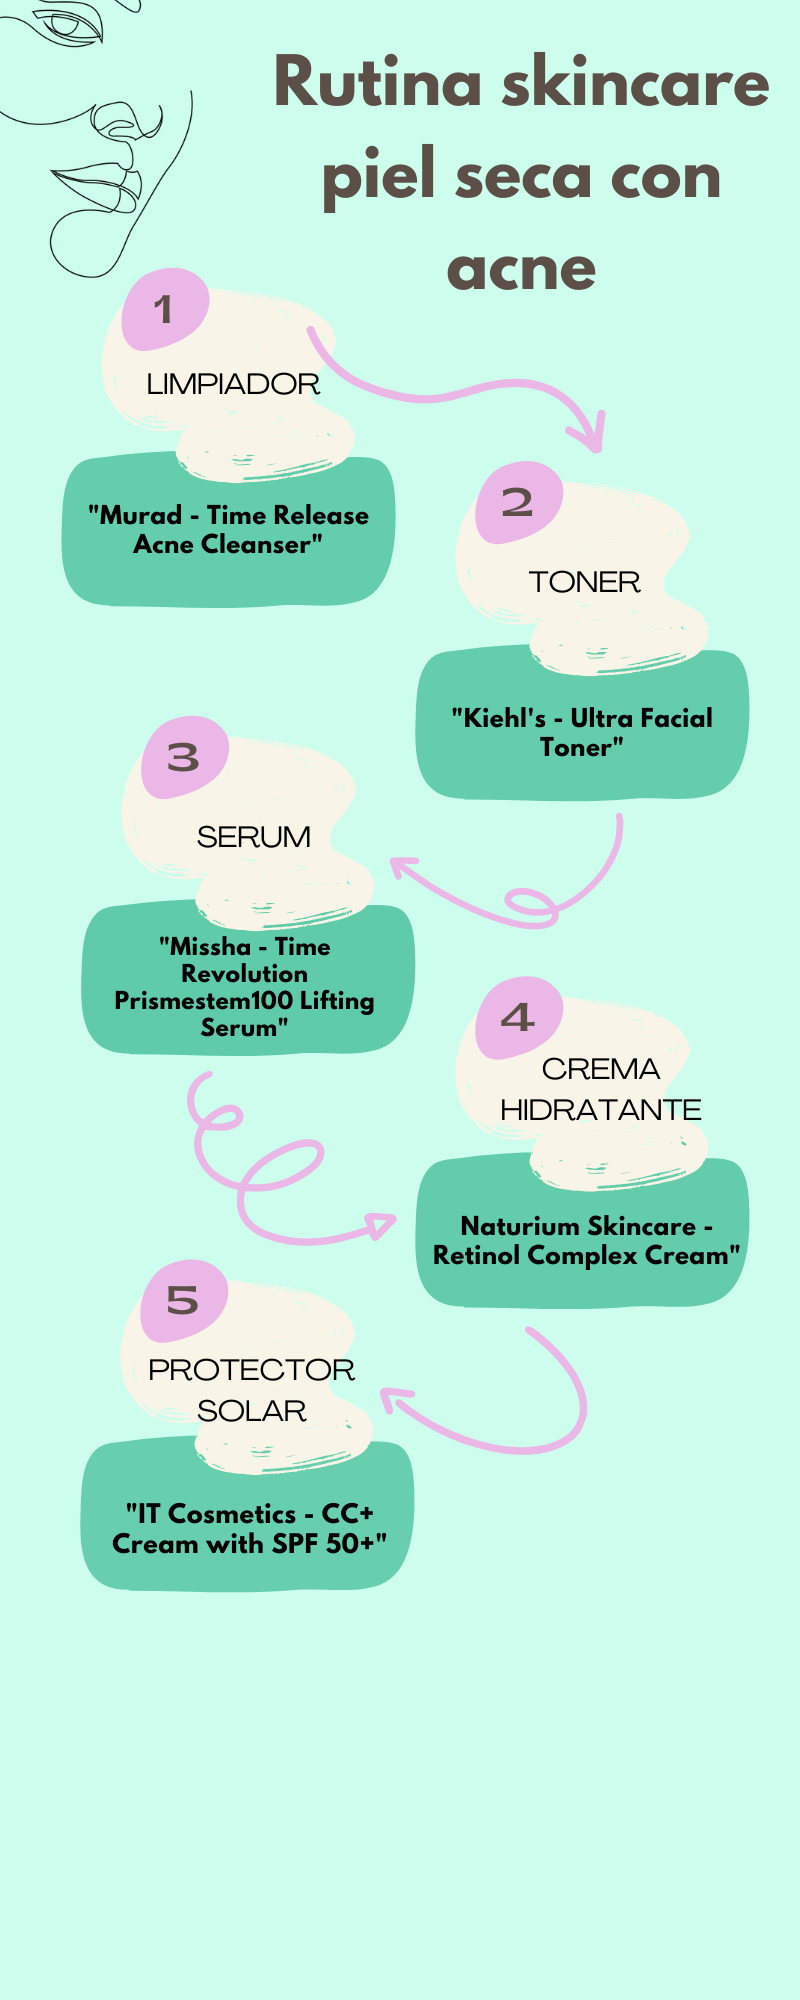 Rutina skincare
piel seca con
acne
1
LIMPIADOR
"Murad - Time Release
Acne Cleanser"
2
TONER
"Kiehl's - Ultra Facial
Toner"
3
SERUM
"Missha - Time
Revolution
Prismestem100 Lifting
Serum"
4
CREMA
HIDRATANTE
Naturium Skincare -
Retinol Complex Cream"
5
PROTECTOR
SOLAR
"IT Cosmetics - CC+
Cream with SPF 50+"